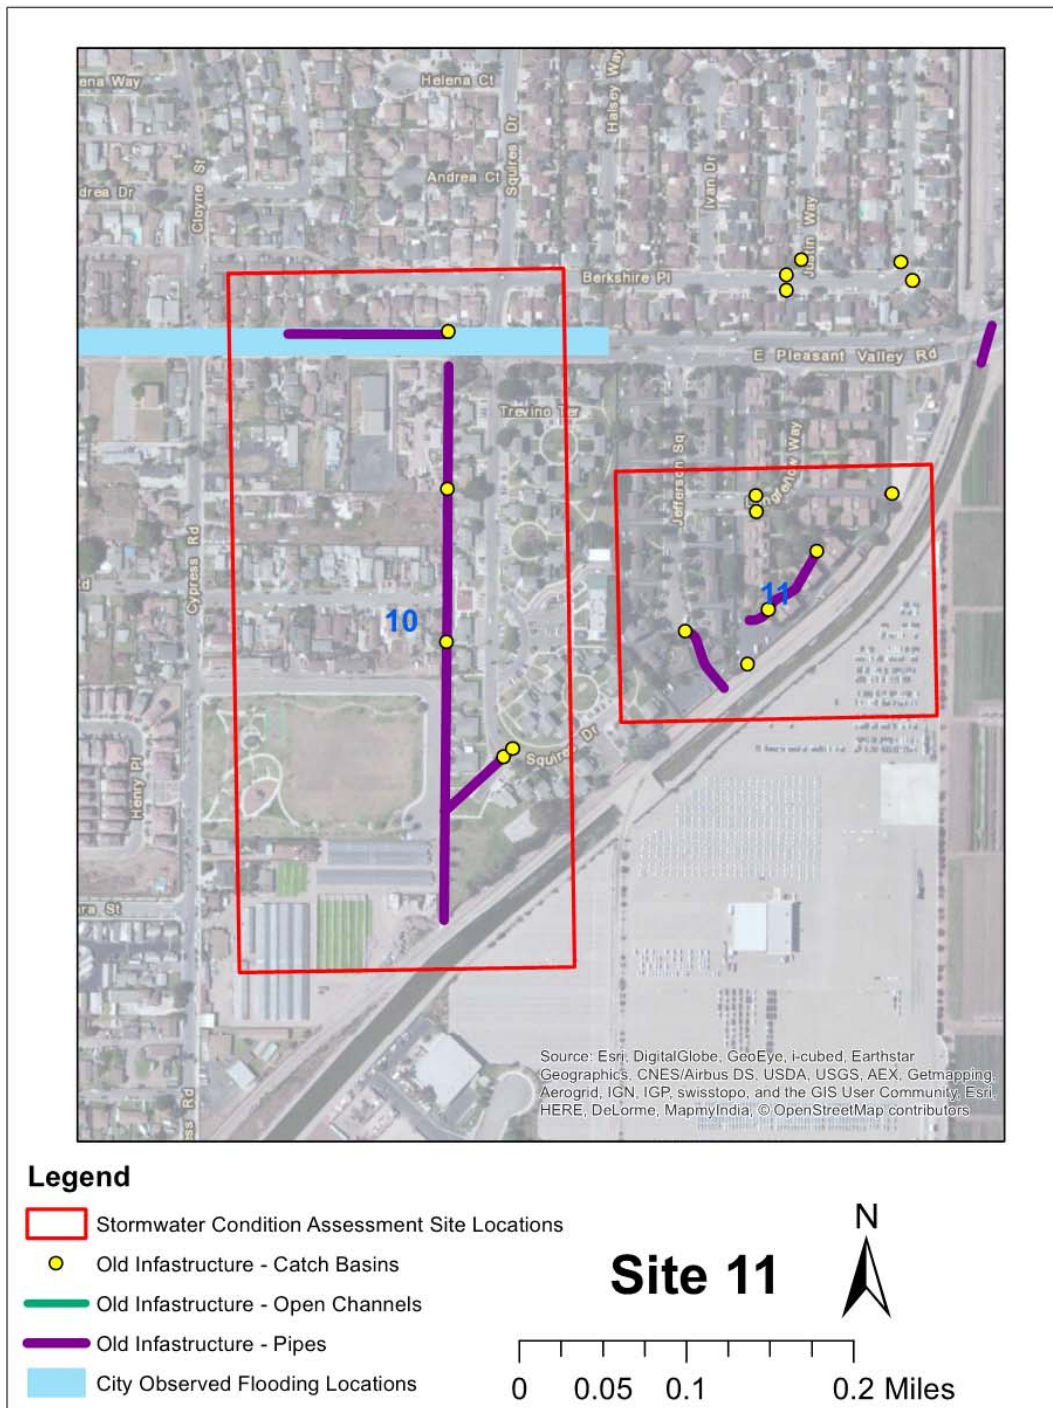 ena Way
Helena Ct
Halsey Way
Squires Dr
Andrea Ct
Ivan Dr
drea Dr
Cloyne St
Justin Way
Berkshire Pl
E Pleasant Valley Rd
Trevino Ter
Jefferson Sq
Cypress Rd
Rd
10
11
Squires Dr
Henry Pl
ara St
ss Rd
Source: Esri, DigitalGlobe, GeoEye, i-cubed, Earthstar
Geographics, CNES/Airbus DS, USDA, USGS, AEX, Getmapping,
Aerogrid, IGN, IGP, swisstopo, and the GIS User Community, Esri,
HERE, DeLorme, MapmyIndia, © OpenStreetMap contributors
Legend
Stormwater Condition Assessment Site Locations
Old Infastructure - Catch Basins
Old Infastructure - Open Channels
Old Infastructure - Pipes
City Observed Flooding Locations
Site 11
N
0 0.05 0.1 0.2 Miles